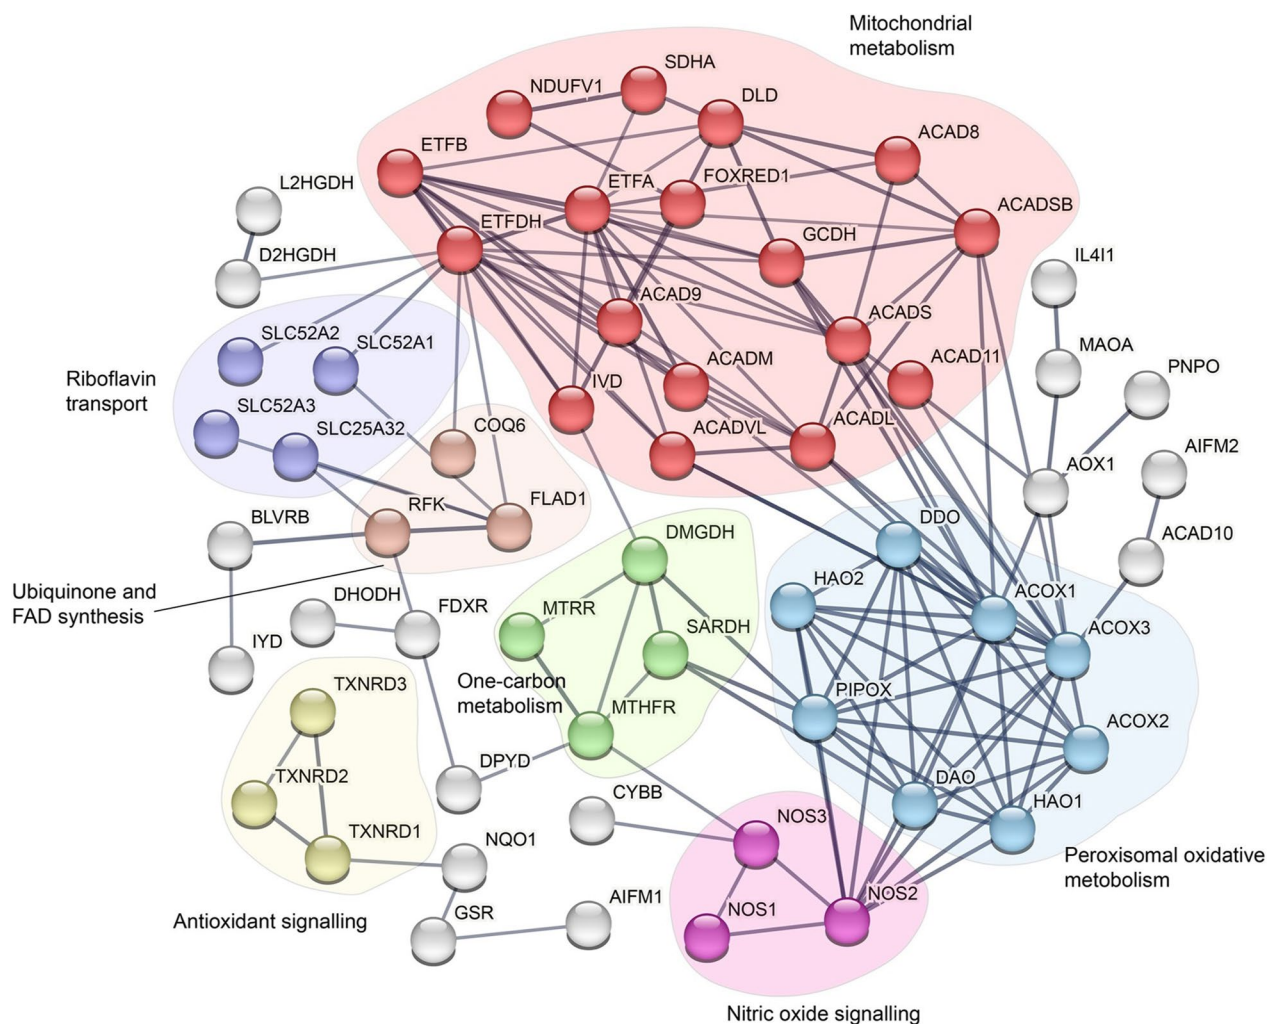 Mitochondrial
metabolism
SDHA
NDUFV1
DLD
ACAD8
ETFB
ETFA
FOXRED1
L2HGDH
ETFDH
ACADSB
GCDH
D2HGDH
IL4I1
ACAD9
ACADS
SLC52A2
SLC52A1
MAOA
ACADM
ACAD11
PNPO
Riboflavin
transport
IVD
SLC52A3
SLC25A32
COQ6
ACADVL
ACADL
AIFM2
AOX1
RFK
FLAD1
BLVRB
DDO
DMGDH
ACAD10
HAO2
Ubiquinone and
FAD synthesis
DHODH
FDXR
MTRR
ACOX1
SARDH
ACOX3
IYD
One-carbon
metabolism
TXNRD3
PIPOX
MTHFR
ACOX2
DPYD
TXNRD2
DAO
CYBB
HAO1
NOS3
TXNRD1
NQO1
Peroxisomal oxidative
metobolism
NOS2
AIFM1
GSR
NOS1
Antioxidant signalling
Nitric oxide signalling